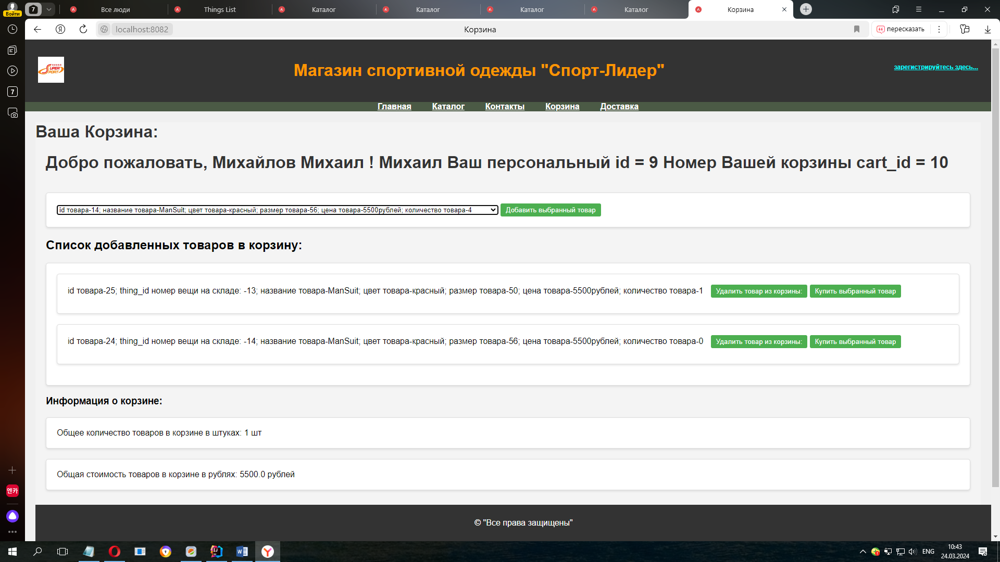 Войти
7
Все люди
Things List
Каталог
Каталог
Каталог
Каталог
Корзина
localhost:8082
Корзина
пересказать
7
SUPER SPORT
Магазин спортивной одежды "Спорт-Лидер"
зарегистрируйтесь здесь...
Главная
Каталог
Контакты
Корзина
Доставка
Ваша Корзина:
Добро пожаловать, Михайлов Михаил ! Михаил Ваш персональный id = 9 Номер Вашей корзины cart_id = 10
id товара-14; название товара-ManSuit; цвет товара-красный; размер товара-56; цена товара-5500рублей; количество товара-4
Добавить выбранный товар
Список добавленных товаров в корзину:
id товара-25; thing_id номер вещи на складе: -13; название товара-ManSuit; цвет товара-красный; размер товара-50; цена товара-5500рублей; количество товара-1
Удалить товар из корзины:
Купить выбранный товар
id товара-24; thing_id номер вещи на складе: -14; название товара-ManSuit; цвет товара-красный; размер товара-56; цена товара-5500рублей; количество товара-0
Удалить товар из корзины:
Купить выбранный товар
Информация о корзине:
Общее количество товаров в корзине в штуках: 1 шт
Общая стоимость товаров в корзине в рублях: 5500.0 рублей
엔카
© "Все права защищены"
ENG
10:43
24.03.2024